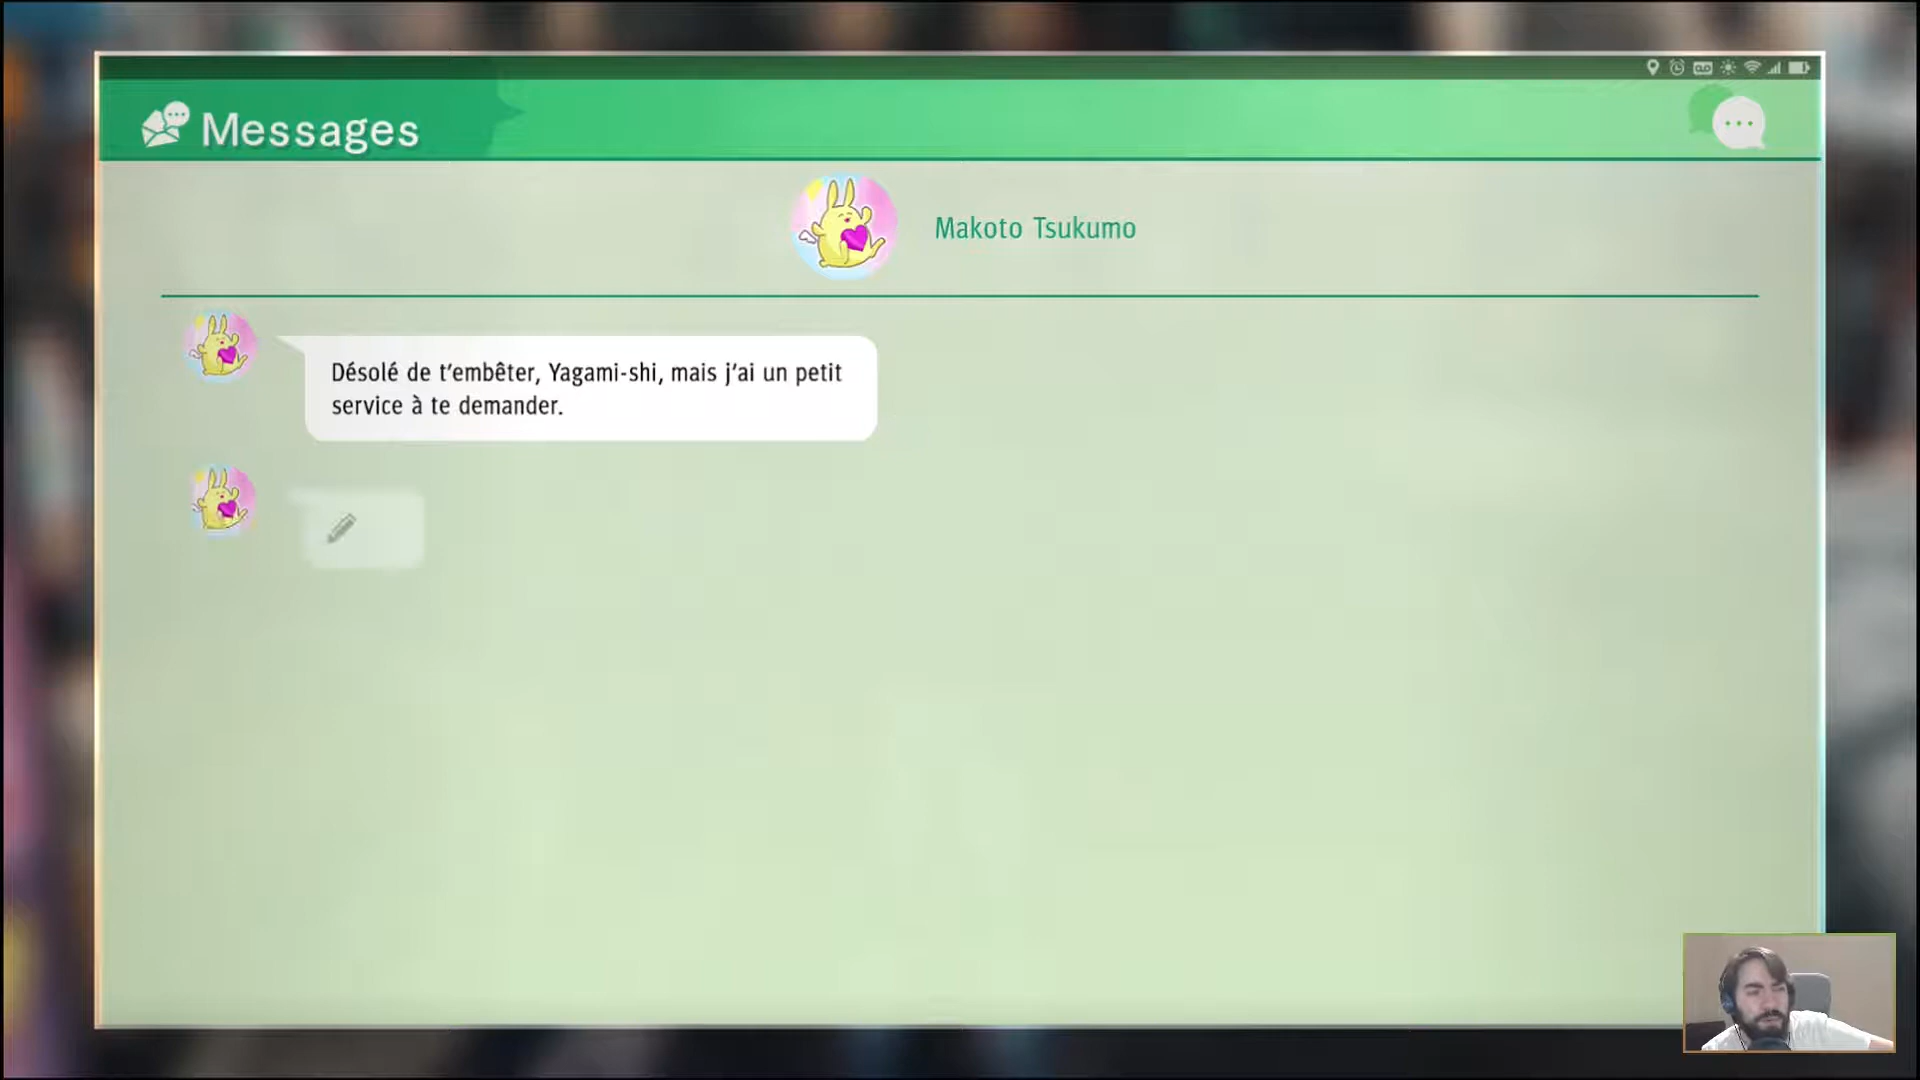 Messages
Makoto Tsukumo
Désolé de t'embêter, Yagami-shi, mais j'ai un petit
service à te demander.